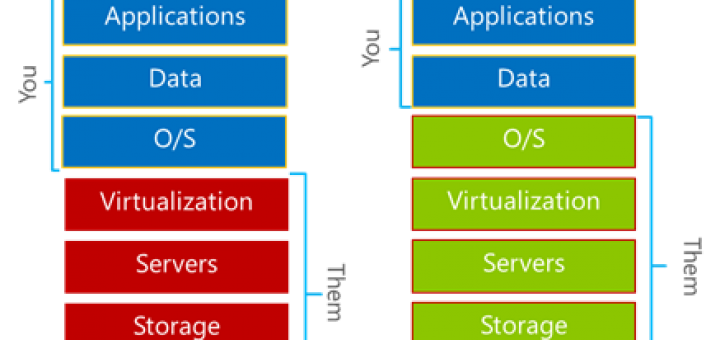 Applications
Data
O/S
Virtualization
Servers
Storage
You
Them
Applications
Data
O/S
Virtualization
Servers
Storage
You
Them